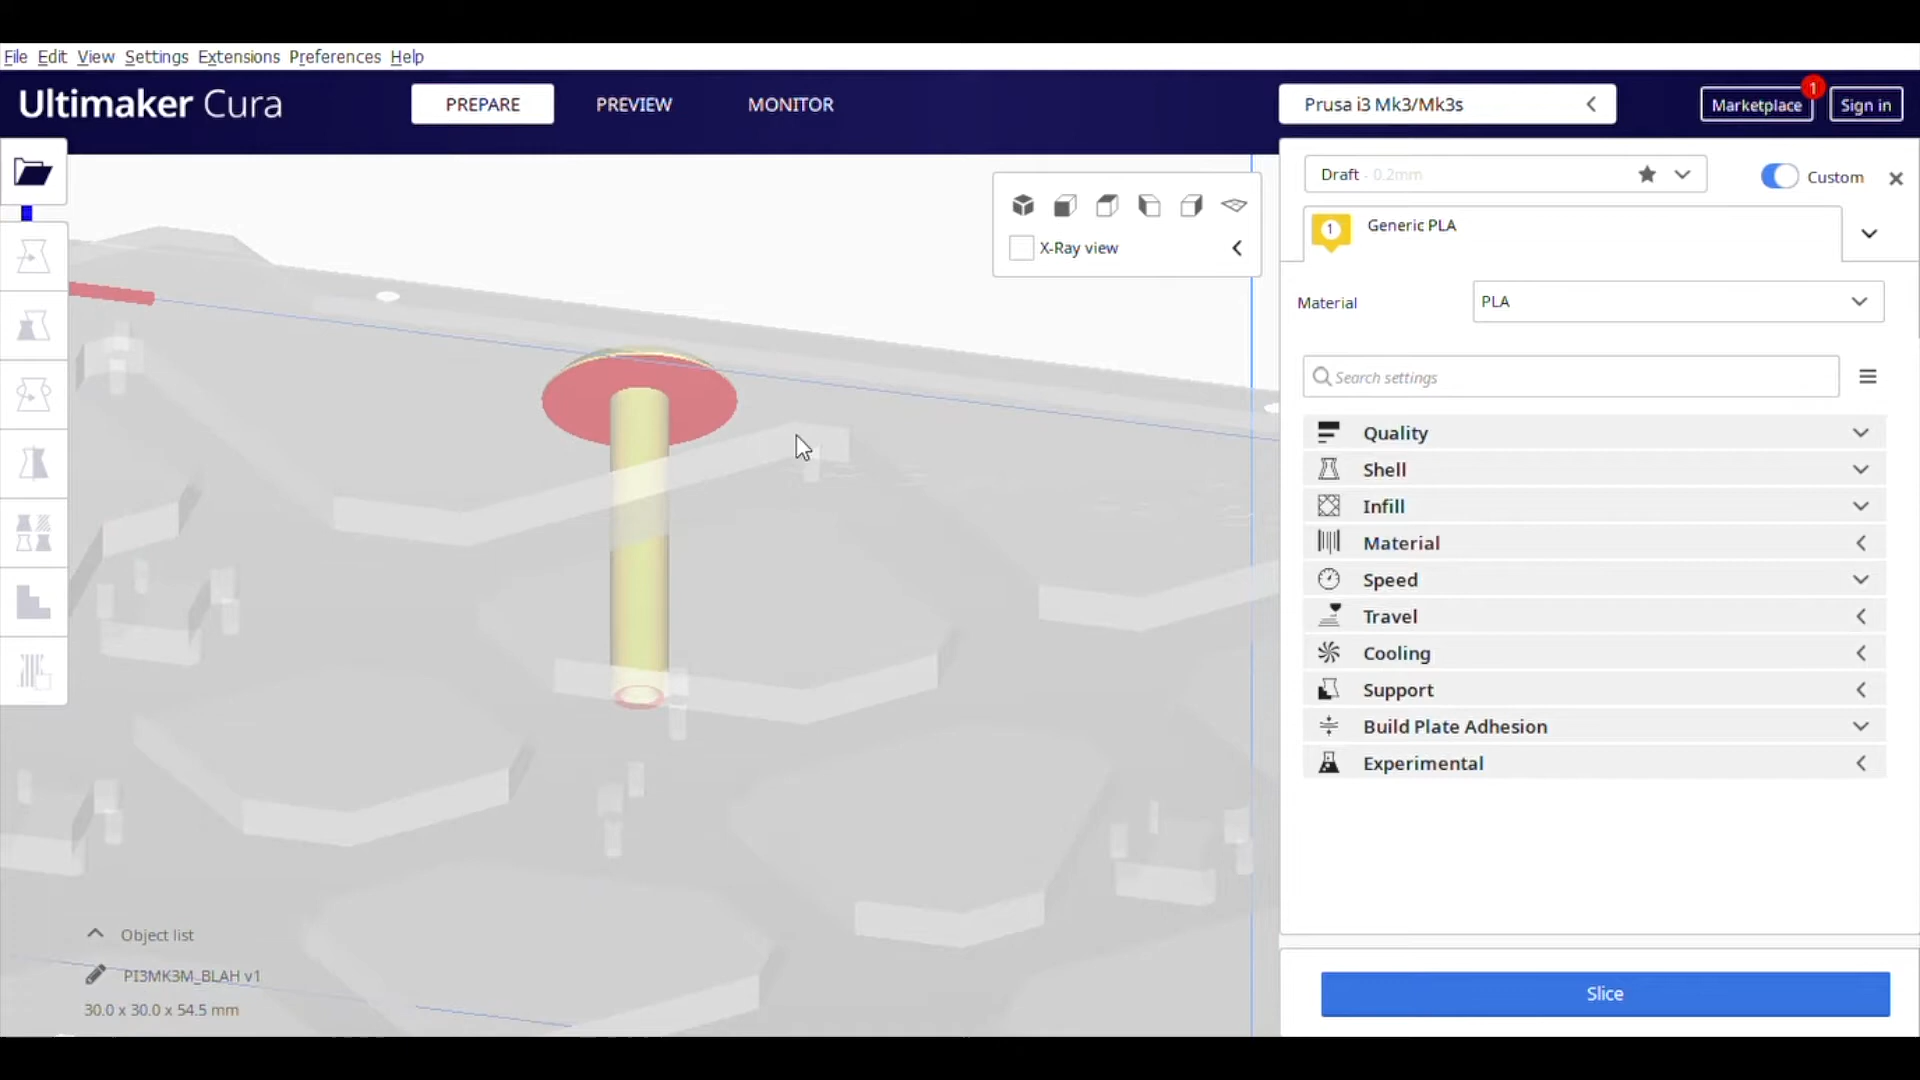 File Edit View Settings Extensions Preferences Help
Ultimaker Cura PREPARE PREVIEW MONITOR Prusa i3 Mk3/Mk3s Marketplace 1 Sign in
Draft - 0.2mm Custom
1 Generic PLA
X-Ray view
Material PLA
Search settings
Quality
Shell
Infill
Material
Speed
Travel
Cooling
Support
Build Plate Adhesion
Experimental
Object list
PI3MK3M_BLAH v1
30.0 x 30.0 x 54.5 mm
Slice